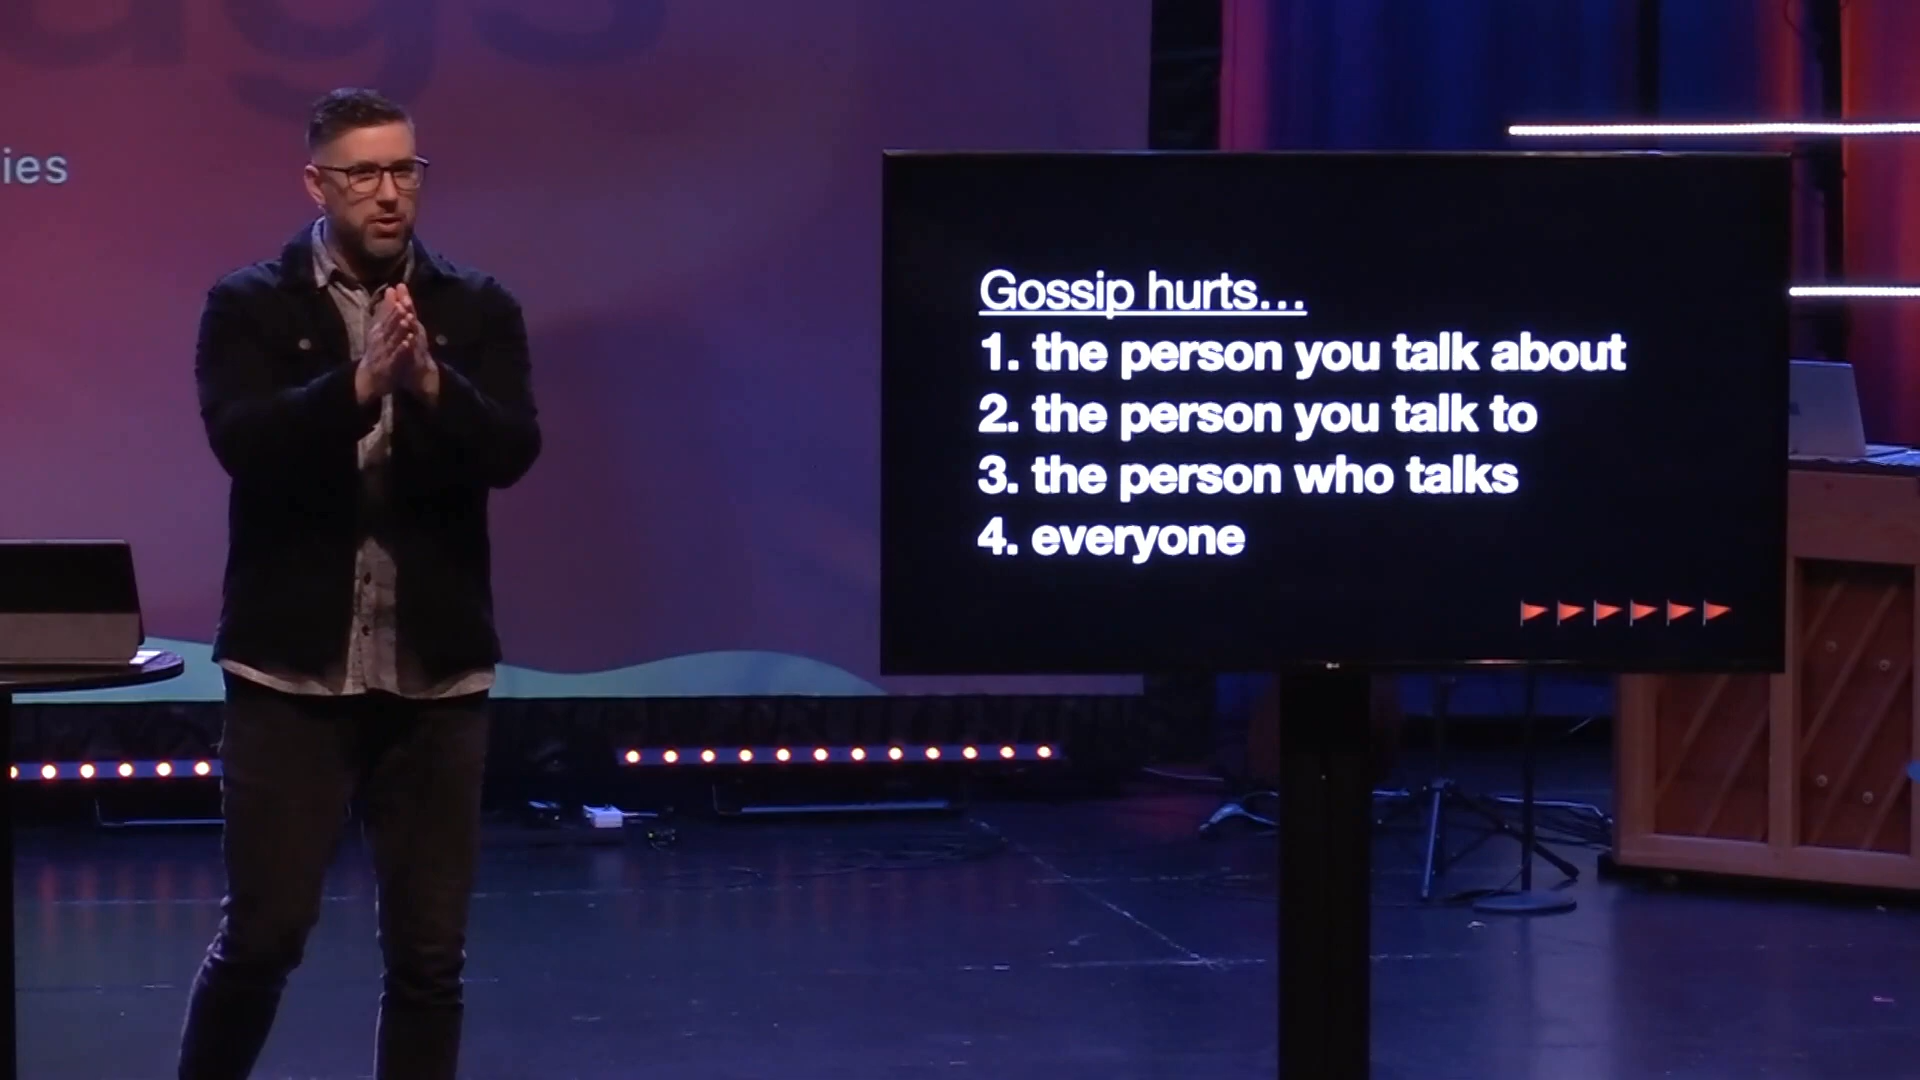 ags
ies
Gossip hurts...
1. the person you talk about
2. the person you talk to
3. the person who talks
4. everyone